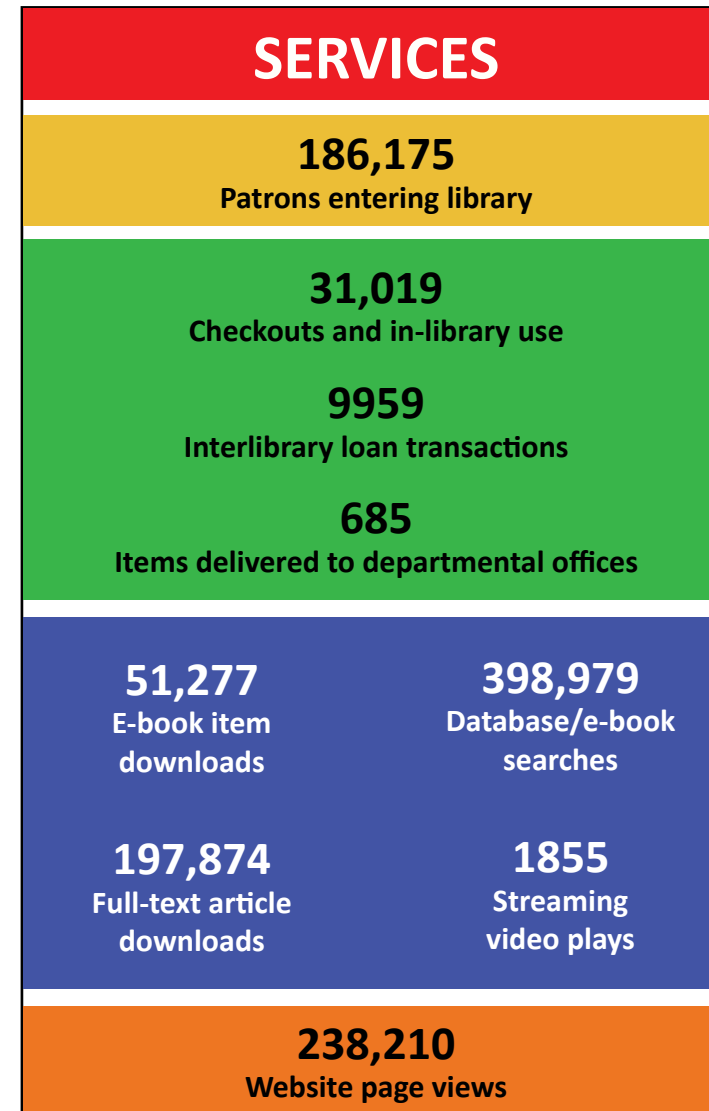 SERVICES
186,175
Patrons entering library
31,019
Checkouts and in-library use
9959
Interlibrary loan transactions
685
Items delivered to departmental offices
51,277
E-book item
downloads
398,979
Database/e-book
searches
197,874
Full-text article
downloads
1855
Streaming
video plays
238,210
Website page views